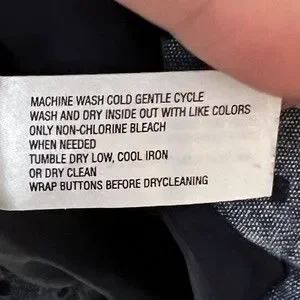 MACHINE WASH COLD GENTLE CYCLE
WASH AND DRY INSIDE OUT WITH LIKE COLORS
ONLY NON-CHLORINE BLEACH
WHEN NEEDED
TUMBLE DRY LOW, COOL IRON
OR DRY CLEAN
WRAP BUTTONS BEFORE DRYCLEANING